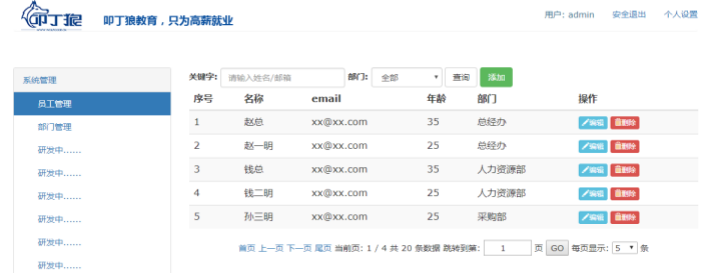 叩丁狼 叩丁狼教育，只为高薪就业 用户: admin 安全退出 个人设置
系统管理
员工管理
部门管理
研发中......
研发中......
研发中......
研发中......
研发中......
研发中......
关键字: 请输入姓名/邮箱 部门: 全部 查询 添加
序号 名称 email 年龄 部门 操作
1 赵总 xx@xx.com 35 总经办 编辑 删除
2 赵一明 xx@xx.com 25 总经办 编辑 删除
3 钱总 xx@xx.com 35 人力资源部 编辑 删除
4 钱二明 xx@xx.com 25 人力资源部 编辑 删除
5 孙三明 xx@xx.com 25 采购部 编辑 删除
首页 上一页 下一页 尾页 当前页: 1 / 4 共 20 条数据 跳转到第: 1 页 GO 每页显示: 5 条